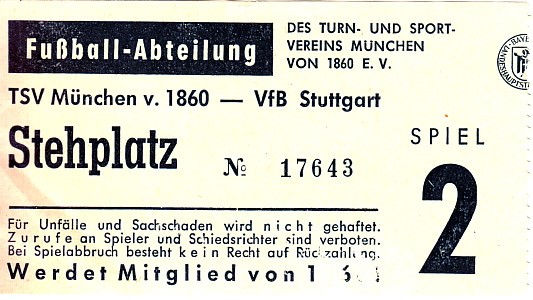 Fußball-Abteilung
DES TURN- UND SPORT-
VEREINS MÜNCHEN
VON 1860 E. V.
TSV München v. 1860 — VfB Stuttgart
Stehplatz
№ 17643
SPIEL
2
Für Unfälle und Sachschaden wird nicht gehaftet.
Zurufe an Spieler und Schiedsrichter sind verboten.
Bei Spielabbruch besteht kein Recht auf Rückzahlung.
Werdet Mitglied von 1